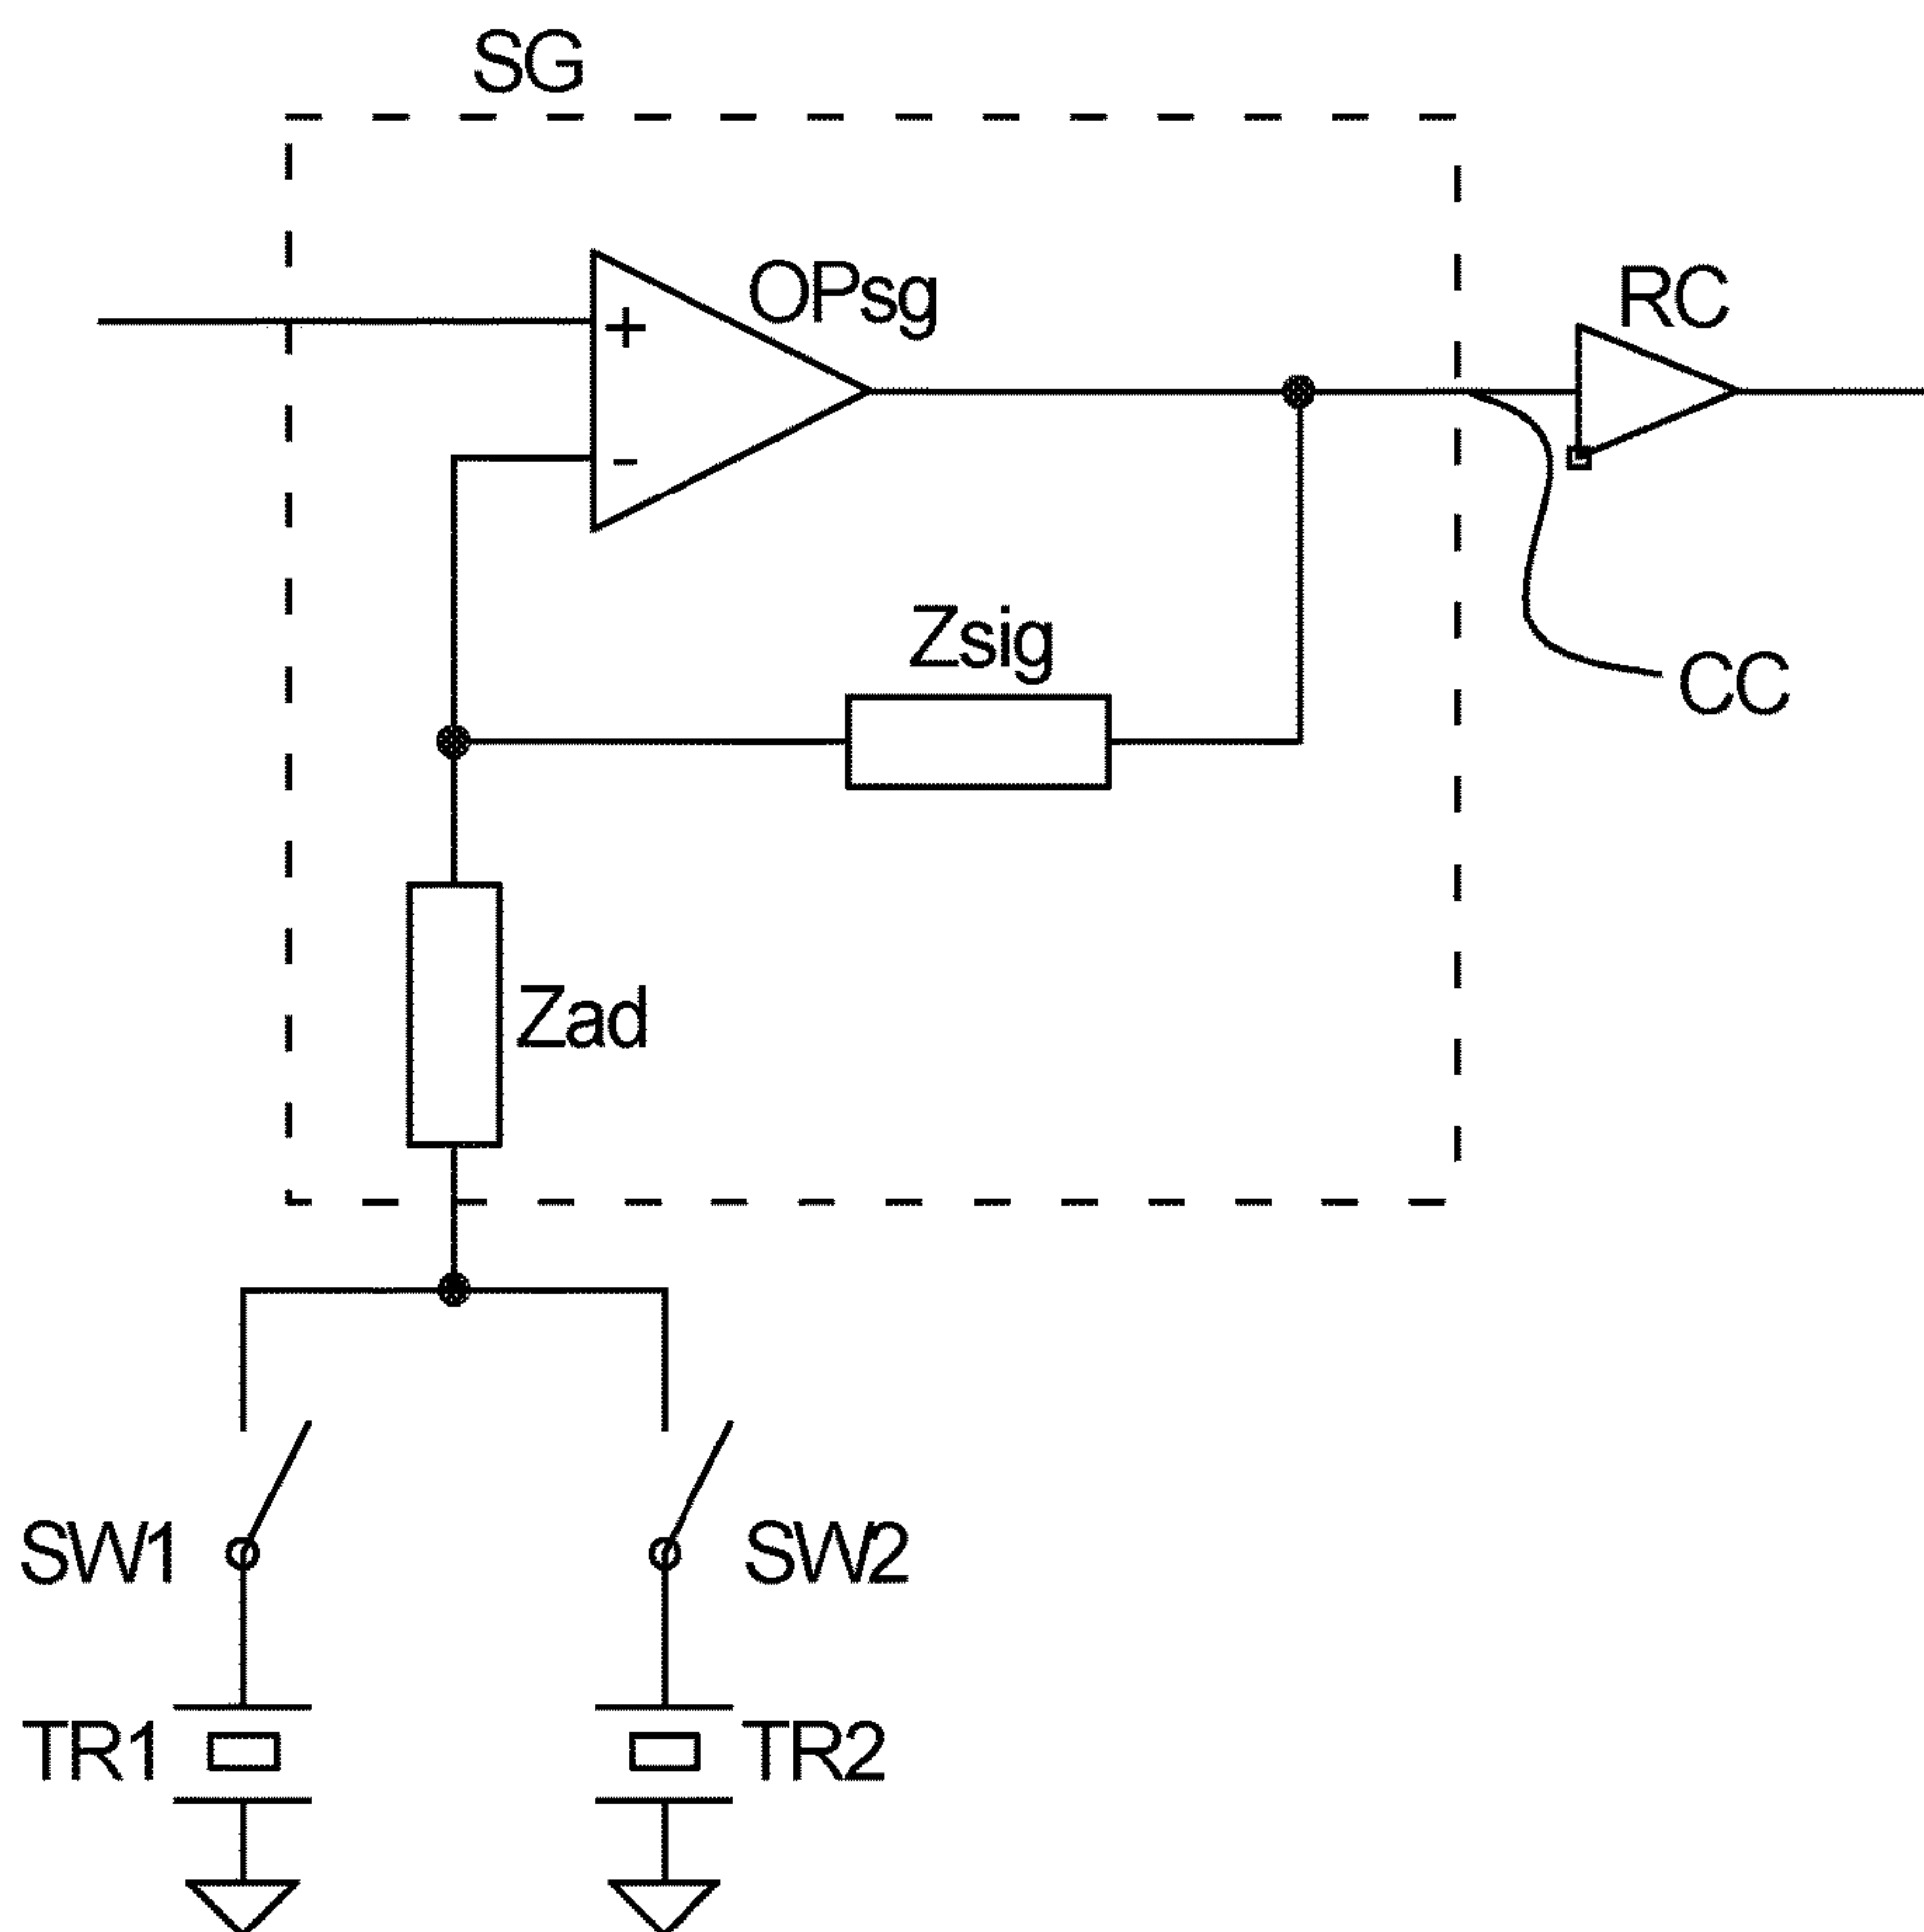 SG
OPsg
RC
+
-
Zsig
CC
Zad
SW1
SW2
TR1
TR2